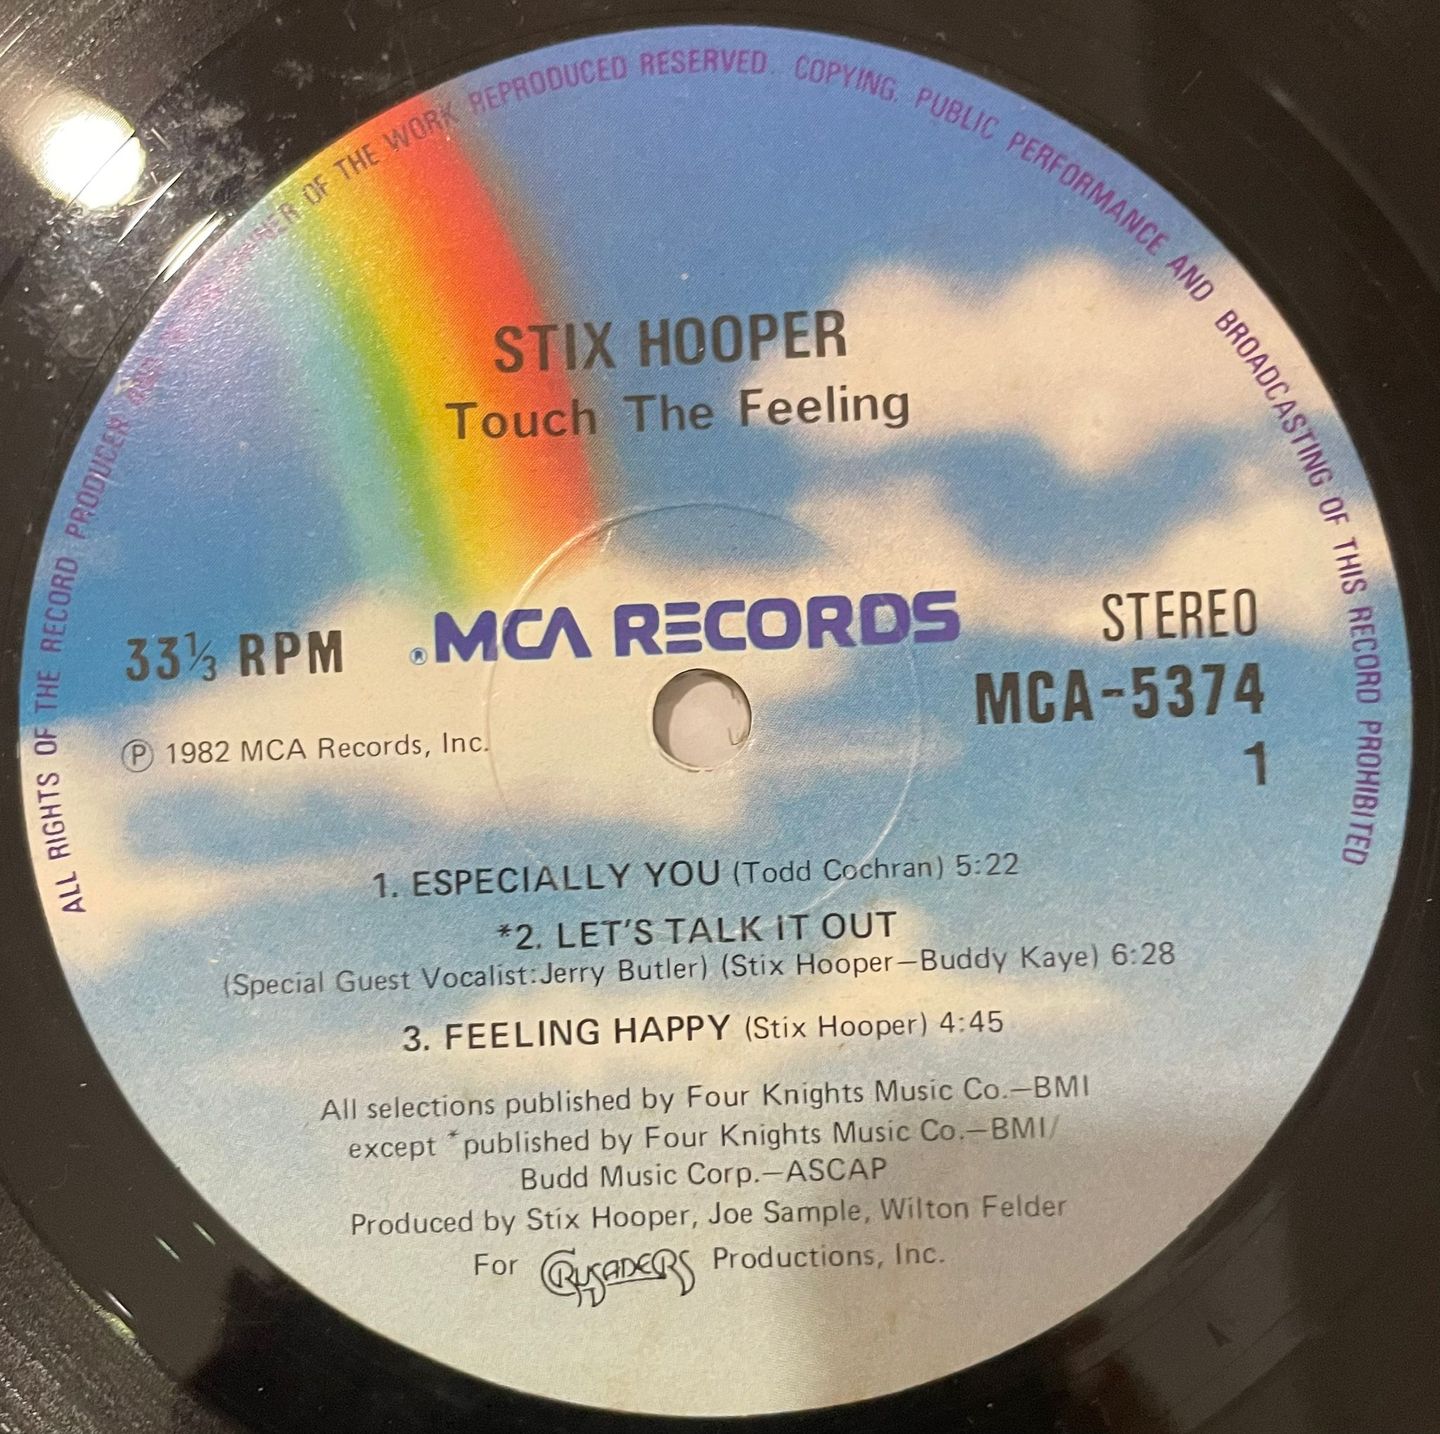 ALL RIGHTS OF THE RECORD PRODUCER OF THE WORK REPRODUCED RESERVED. COPYING. PUBLIC PERFORMANCE AND BROADCASTING OF THIS RECORD PROHIBITED
STIX HOOPER
Touch The Feeling
33⅓ RPM
® MCA RECORDS
STEREO
MCA-5374
1
℗ 1982 MCA Records, Inc.
1. ESPECIALLY YOU (Todd Cochran) 5:22
*2. LET'S TALK IT OUT
(Special Guest Vocalist:Jerry Butler) (Stix Hooper—Buddy Kaye) 6:28
3. FEELING HAPPY (Stix Hooper) 4:45
All selections published by Four Knights Music Co.—BMI
except *published by Four Knights Music Co.—BMI/
Budd Music Corp.—ASCAP
Produced by Stix Hooper, Joe Sample, Wilton Felder
For CRUSADERS Productions, Inc.